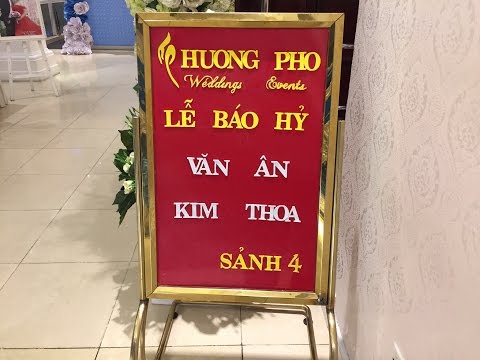 HUONG PHO
Weddings Events
LỄ BÁO HỶ
VĂN ÂN
KIM THOA
SẢNH 4